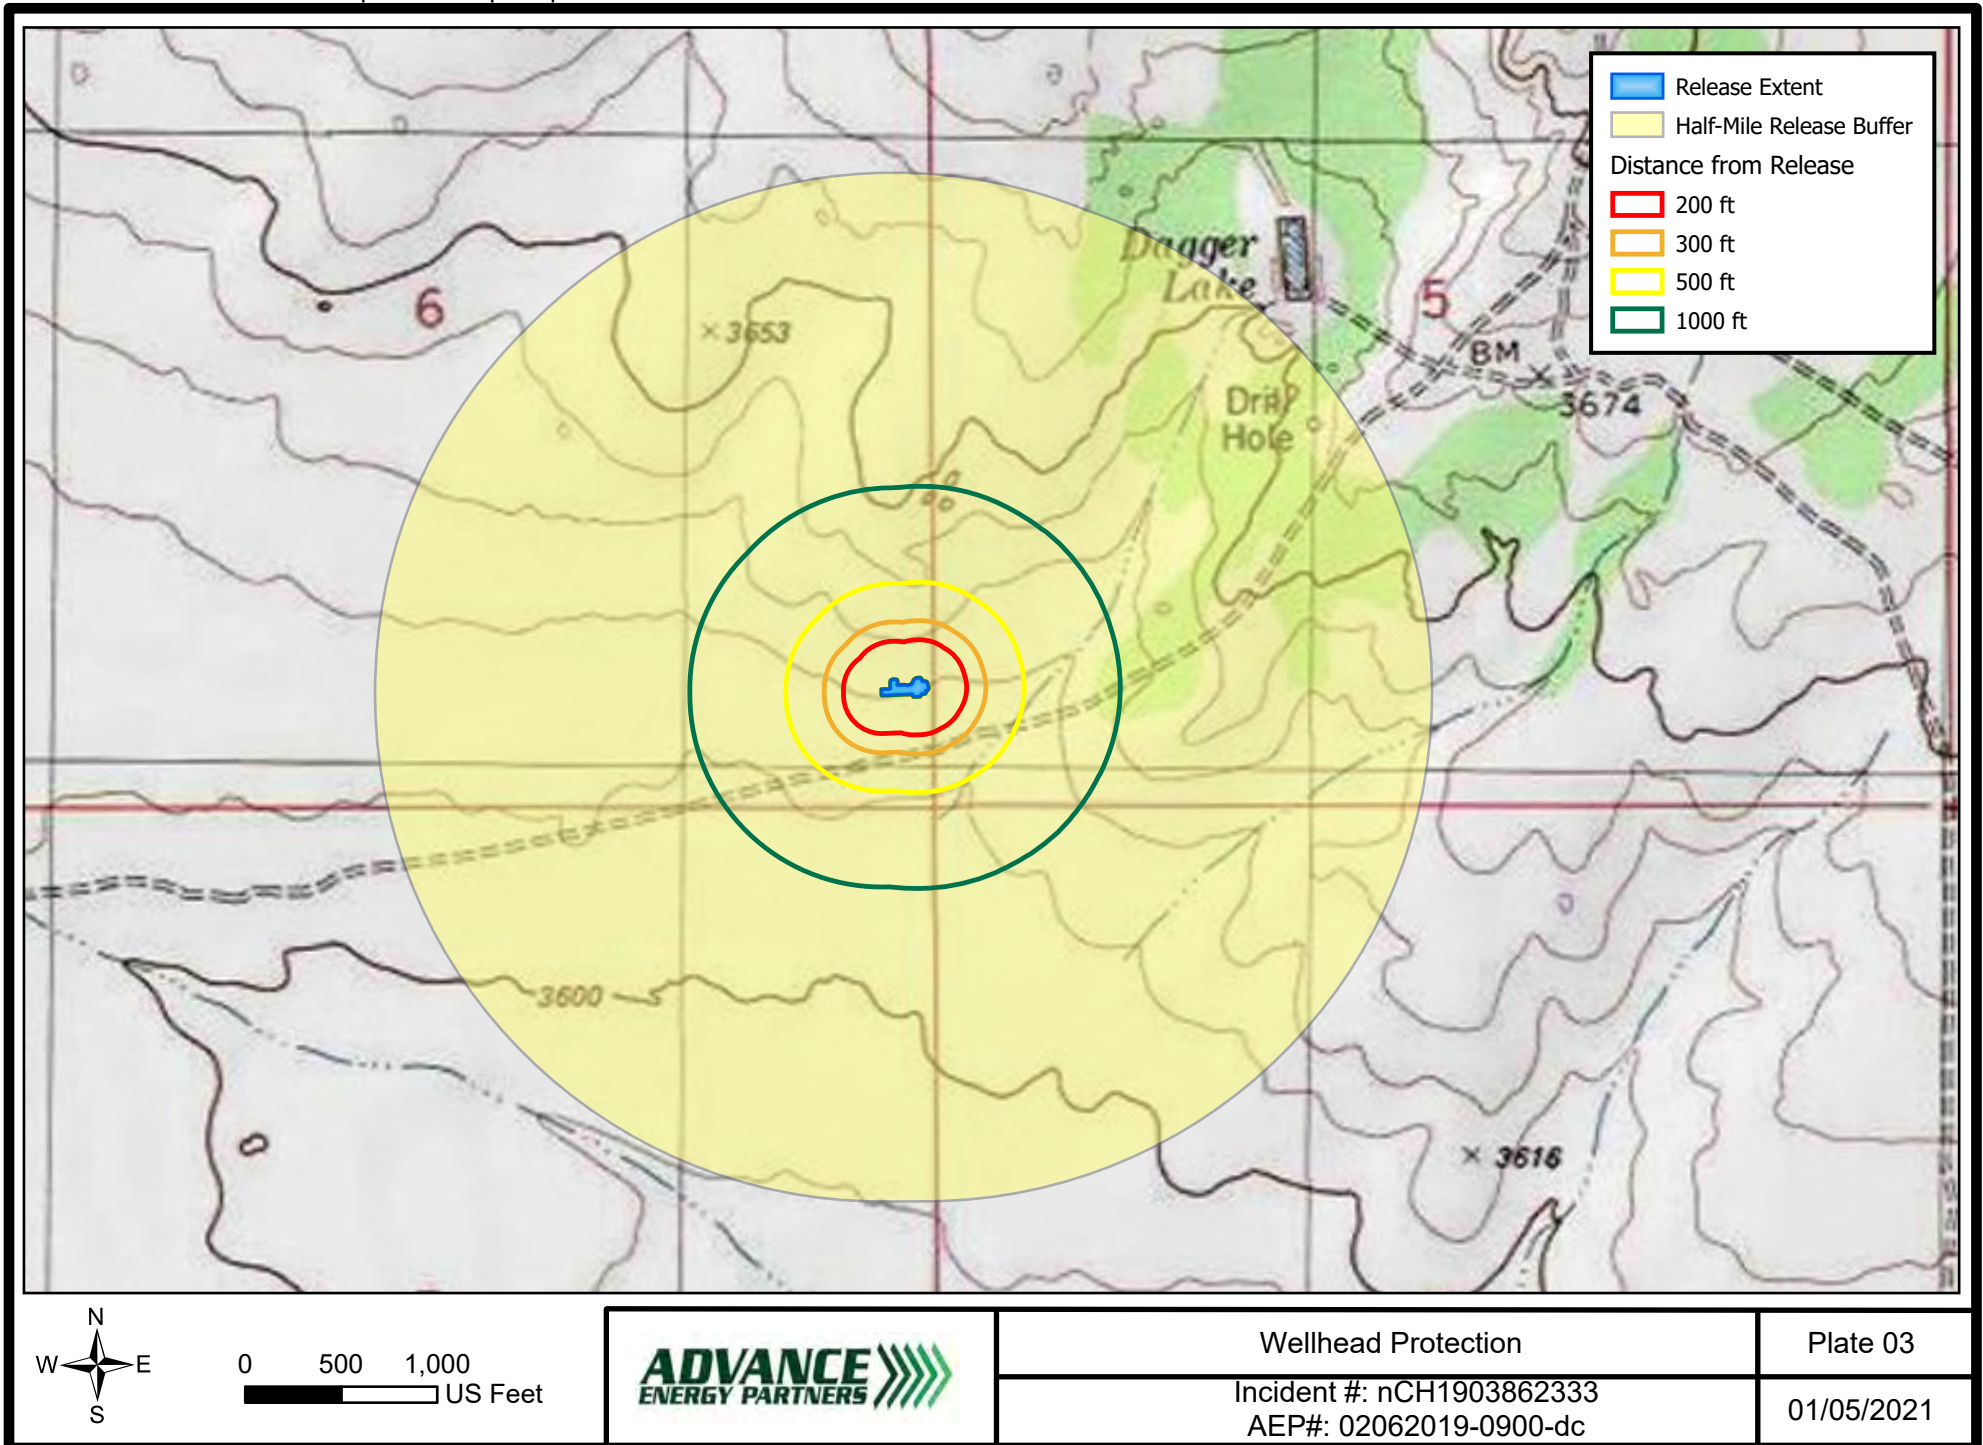 Release Extent
Half-Mile Release Buffer
Distance from Release
200 ft
300 ft
500 ft
1000 ft
Dagger
Lake
6
5
3653
BM
3674
Drill
Hole
3600
3616
N
W E
S
0 500 1,000
US Feet
ADVANCE
ENERGY PARTNERS
Wellhead Protection
Plate 03
Incident #: nCH1903862333
AEP#: 02062019-0900-dc
01/05/2021